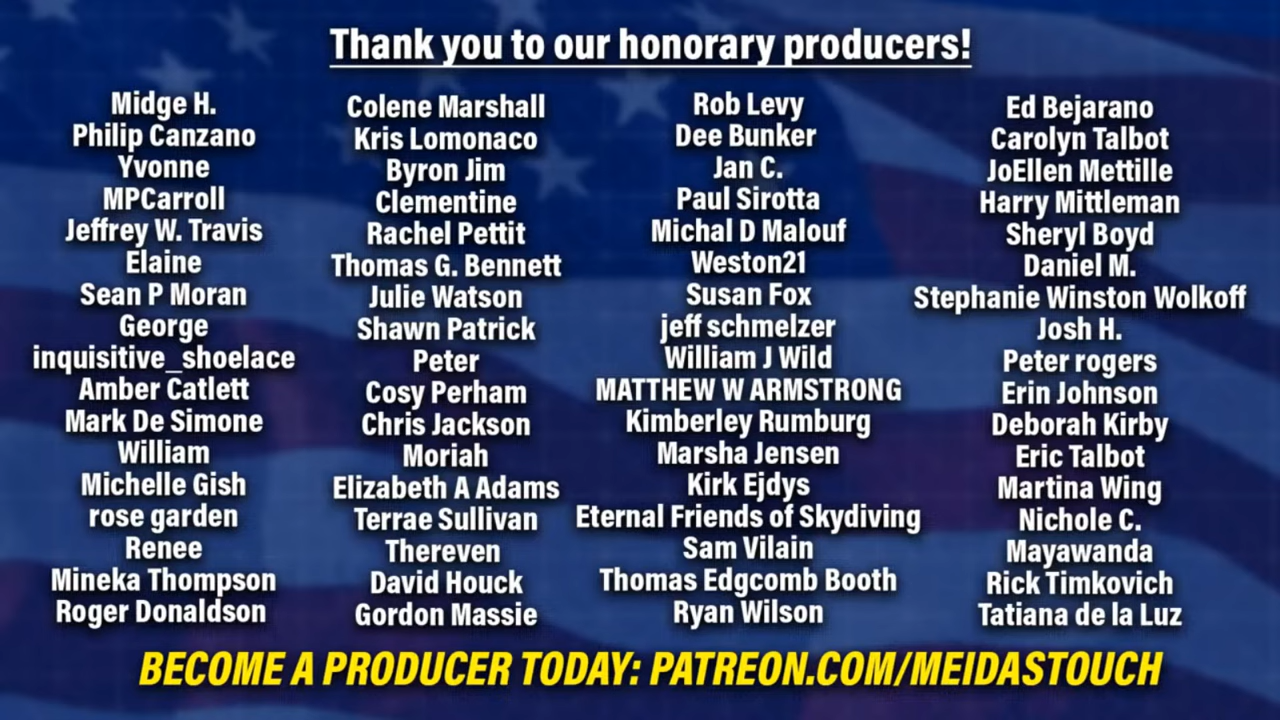 Thank you to our honorary producers!
Midge H.
Philip Canzano
Yvonne
MPCarroll
Jeffrey W. Travis
Elaine
Sean P Moran
George
inquisitive_shoelace
Amber Catlett
Mark De Simone
William
Michelle Gish
rose garden
Renee
Mineka Thompson
Roger Donaldson
Colene Marshall
Kris Lomonaco
Byron Jim
Clementine
Rachel Pettit
Thomas G. Bennett
Julie Watson
Shawn Patrick
Peter
Cosy Perham
Chris Jackson
Moriah
Elizabeth A Adams
Terrae Sullivan
Thereven
David Houck
Gordon Massie
Rob Levy
Dee Bunker
Jan C.
Paul Sirotta
Michal D Malouf
Weston21
Susan Fox
jeff schmelzer
William J Wild
MATTHEW W ARMSTRONG
Kimberley Rumburg
Marsha Jensen
Kirk Ejdys
Eternal Friends of Skydiving
Sam Vilain
Thomas Edgcomb Booth
Ryan Wilson
Ed Bejarano
Carolyn Talbot
JoEllen Mettille
Harry Mittleman
Sheryl Boyd
Daniel M.
Stephanie Winston Wolkoff
Josh H.
Peter rogers
Erin Johnson
Deborah Kirby
Eric Talbot
Martina Wing
Nichole C.
Mayawanda
Rick Timkovich
Tatiana de la Luz
BECOME A PRODUCER TODAY: PATREON.COM/MEIDASTOUCH